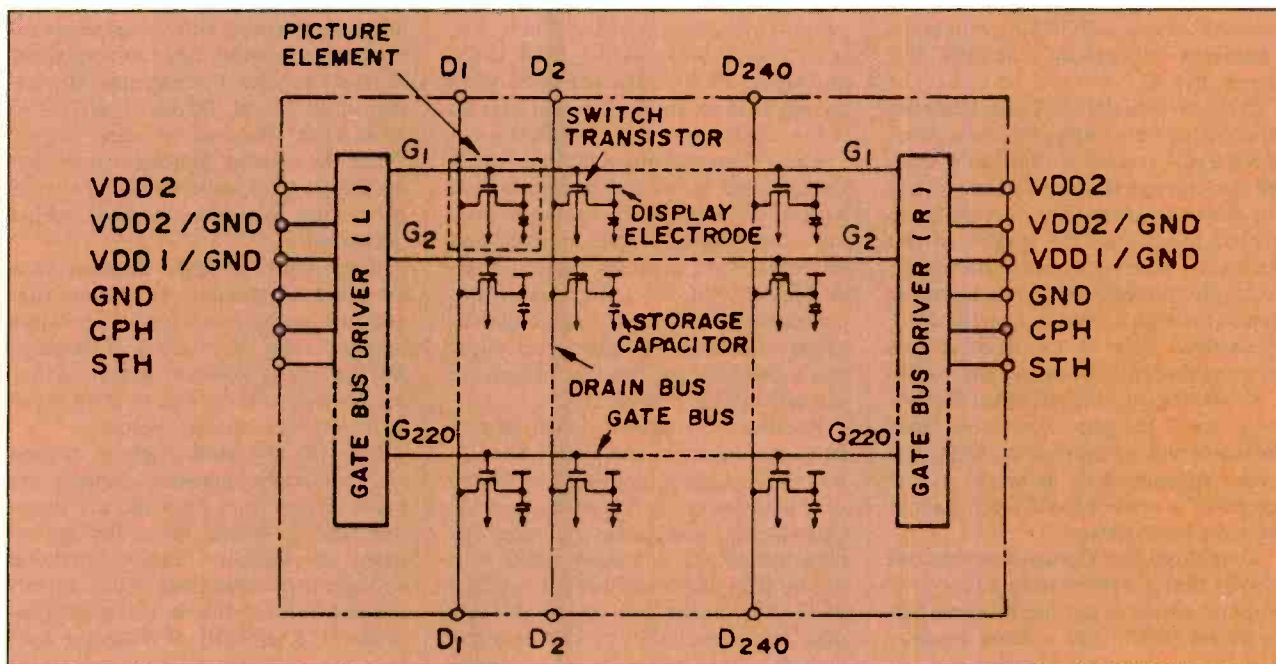 PICTURE
ELEMENT
D1
D2
D240
SWITCH
TRANSISTOR
G1
G1
VDD2
VDD2/GND
VDD1/GND
GND
CPH
STH
GATE BUS DRIVER (L)
DISPLAY
ELECTRODE
G2
G2
STORAGE
CAPACITOR
DRAIN BUS
GATE BUS
G220
G220
GATE BUS DRIVER (R)
VDD2
VDD2/GND
VDD1/GND
GND
CPH
STH
D1
D2
D240